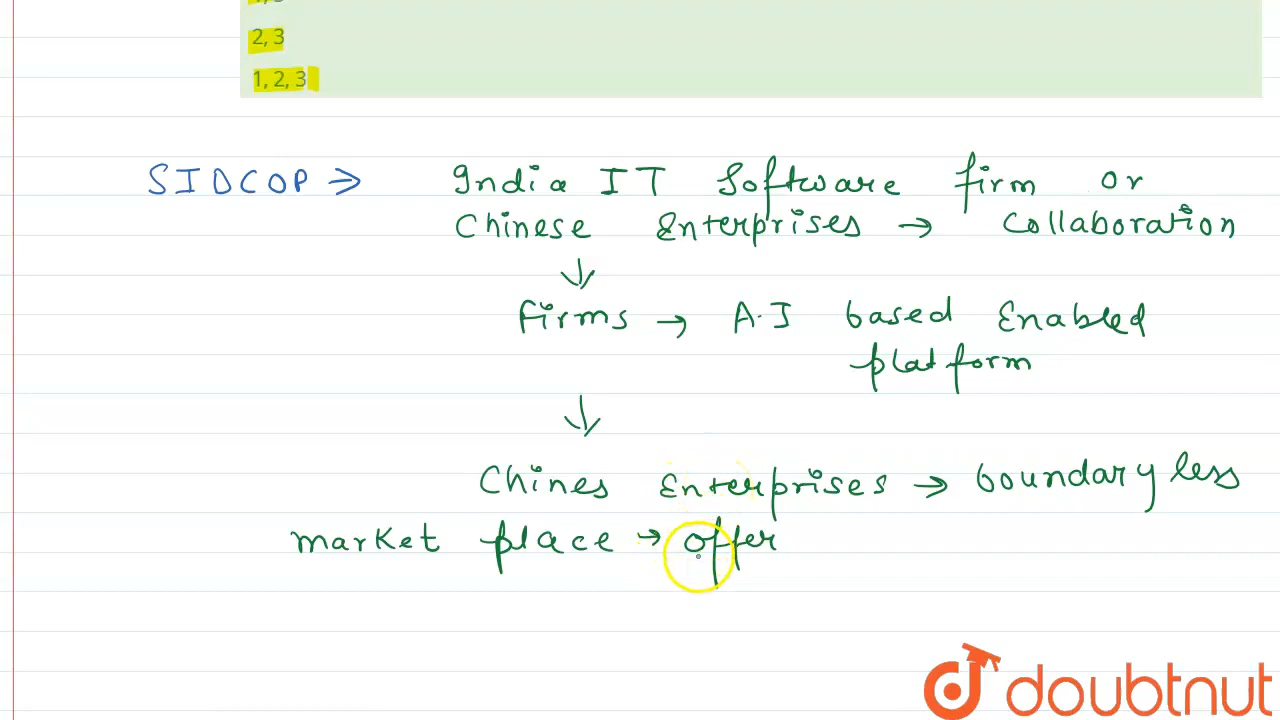 2, 3
1, 2, 3
SIDCOP ⇒ India IT Software firm or
Chinese Enterprises → Collaboration
↓
Firms → A.I based Enabled
platform
↓
Chines Enterprises → boundary less
market place → offer
doubtnut